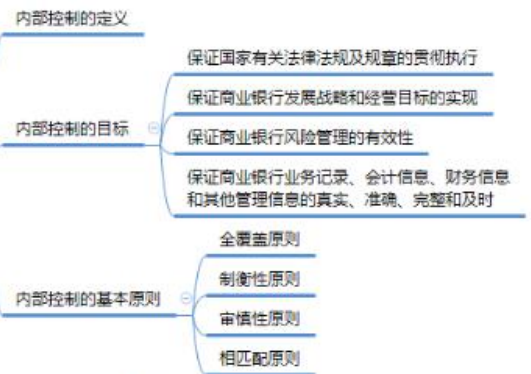 内部控制的定义
内部控制的目标
保证国家有关法律法规及规章的贯彻执行
保证商业银行发展战略和经营目标的实现
保证商业银行风险管理的有效性
保证商业银行业务记录、会计信息、财务信息
和其他管理信息的真实、准确、完整和及时
内部控制的基本原则
全覆盖原则
制衡性原则
审慎性原则
相匹配原则